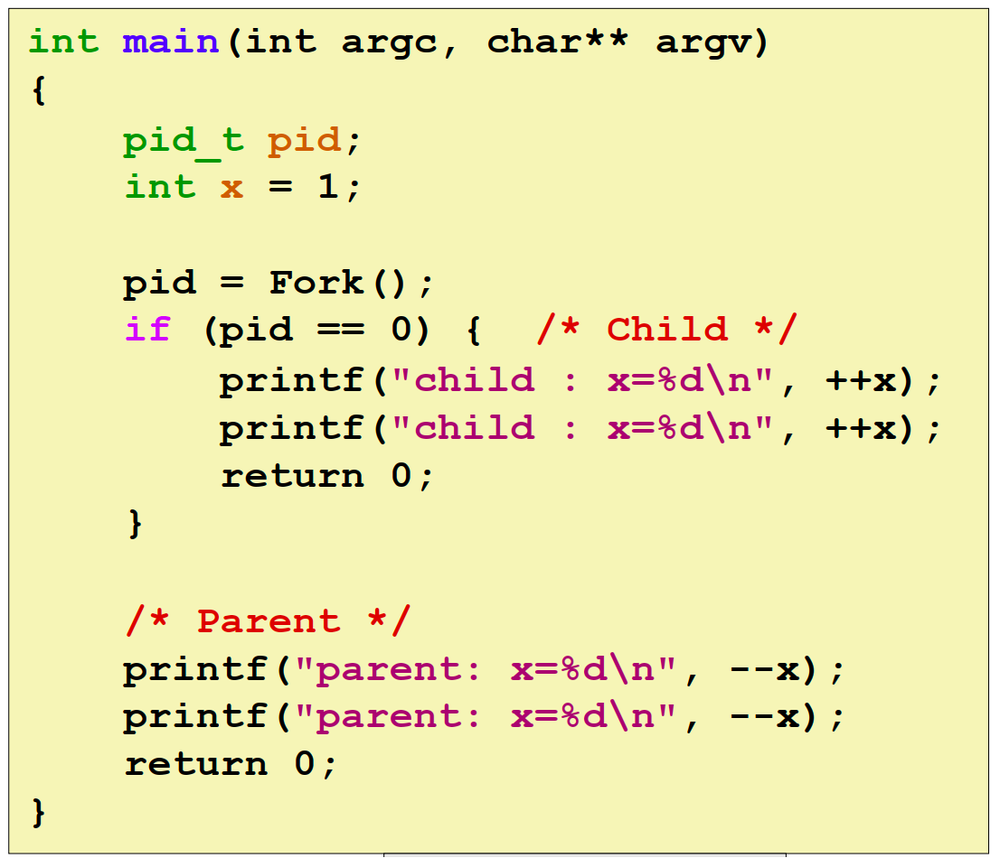 int main(int argc, char** argv)
{
    pid_t pid;
    int x = 1;

    pid = Fork();
    if (pid == 0) {  /* Child */
        printf("child : x=%d\n", ++x);
        printf("child : x=%d\n", ++x);
        return 0;
    }

    /* Parent */
    printf("parent: x=%d\n", --x);
    printf("parent: x=%d\n", --x);
    return 0;
}